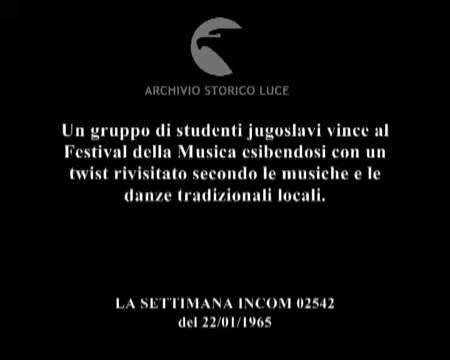 ARCHIVIO STORICO LUCE
Un gruppo di studenti jugoslavi vince al
Festival della Musica esibendosi con un
twist rivisitato secondo le musiche e le
danze tradizionali locali.
LA SETTIMANA INCOM 02542
del 22/01/1965